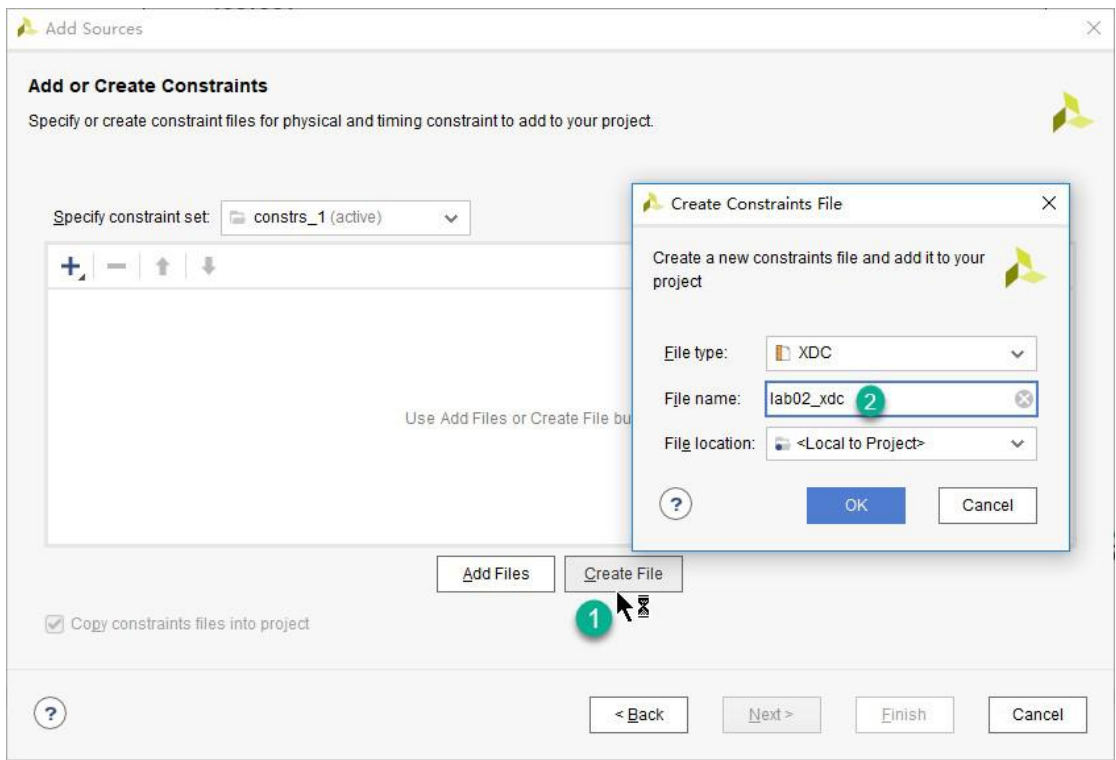 Add Sources
Add or Create Constraints
Specify or create constraint files for physical and timing constraint to add to your project.
Specify constraint set:
constrs_1 (active)
Use Add Files or Create File bu
Add Files
Create File
1
Copy constraints files into project
?
< Back
Next >
Finish
Cancel
Create Constraints File
Create a new constraints file and add it to your
project
File type:
XDC
File name:
lab02_xdc
2
File location:
<Local to Project>
?
OK
Cancel